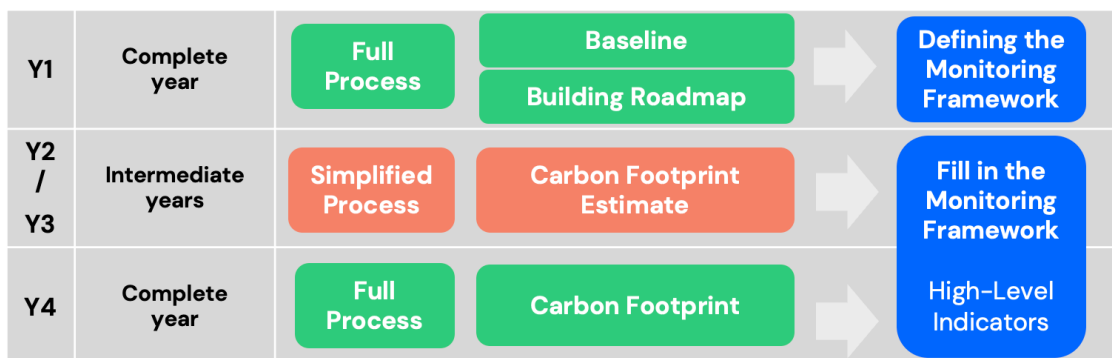 Y1
Complete
year
Full
Process
Baseline
Building Roadmap
Defining the
Monitoring
Framework
Y2
/
Y3
Intermediate
years
Simplified
Process
Carbon Footprint
Estimate
Fill in the
Monitoring
Framework
High-Level
Indicators
Y4
Complete
year
Full
Process
Carbon Footprint